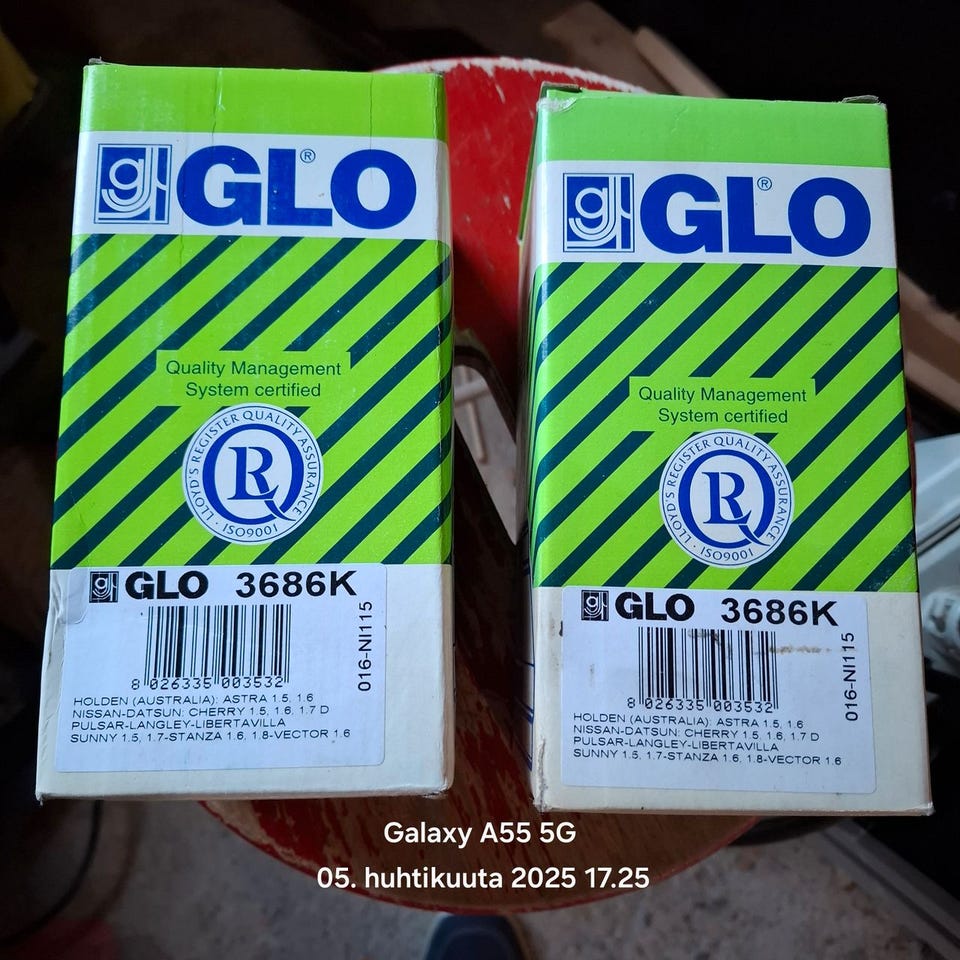 g GLO®
Quality Management
System certified
LLOYD'S REGISTER QUALITY ASSURANCE
LRQ
· ISO9001 ·
g GLO 3686K
016-NI115
8 026335 003532
HOLDEN (AUSTRALIA): ASTRA 1.5, 1.6
NISSAN-DATSUN: CHERRY 1.5, 1.6, 1.7 D
PULSAR-LANGLEY-LIBERTAVILLA
SUNNY 1.5, 1.7-STANZA 1.6, 1.8-VECTOR 1.6
g GLO®
Quality Management
System certified
LLOYD'S REGISTER QUALITY ASSURANCE
LRQ
· ISO9001 ·
g GLO 3686K
016-NI115
8 026335 003532
HOLDEN (AUSTRALIA): ASTRA 1.5, 1.6
NISSAN-DATSUN: CHERRY 1.5, 1.6, 1.7 D
PULSAR-LANGLEY-LIBERTAVILLA
SUNNY 1.5, 1.7-STANZA 1.6, 1.8-VECTOR 1.6
Galaxy A55 5G
05. huhtikuuta 2025 17.25